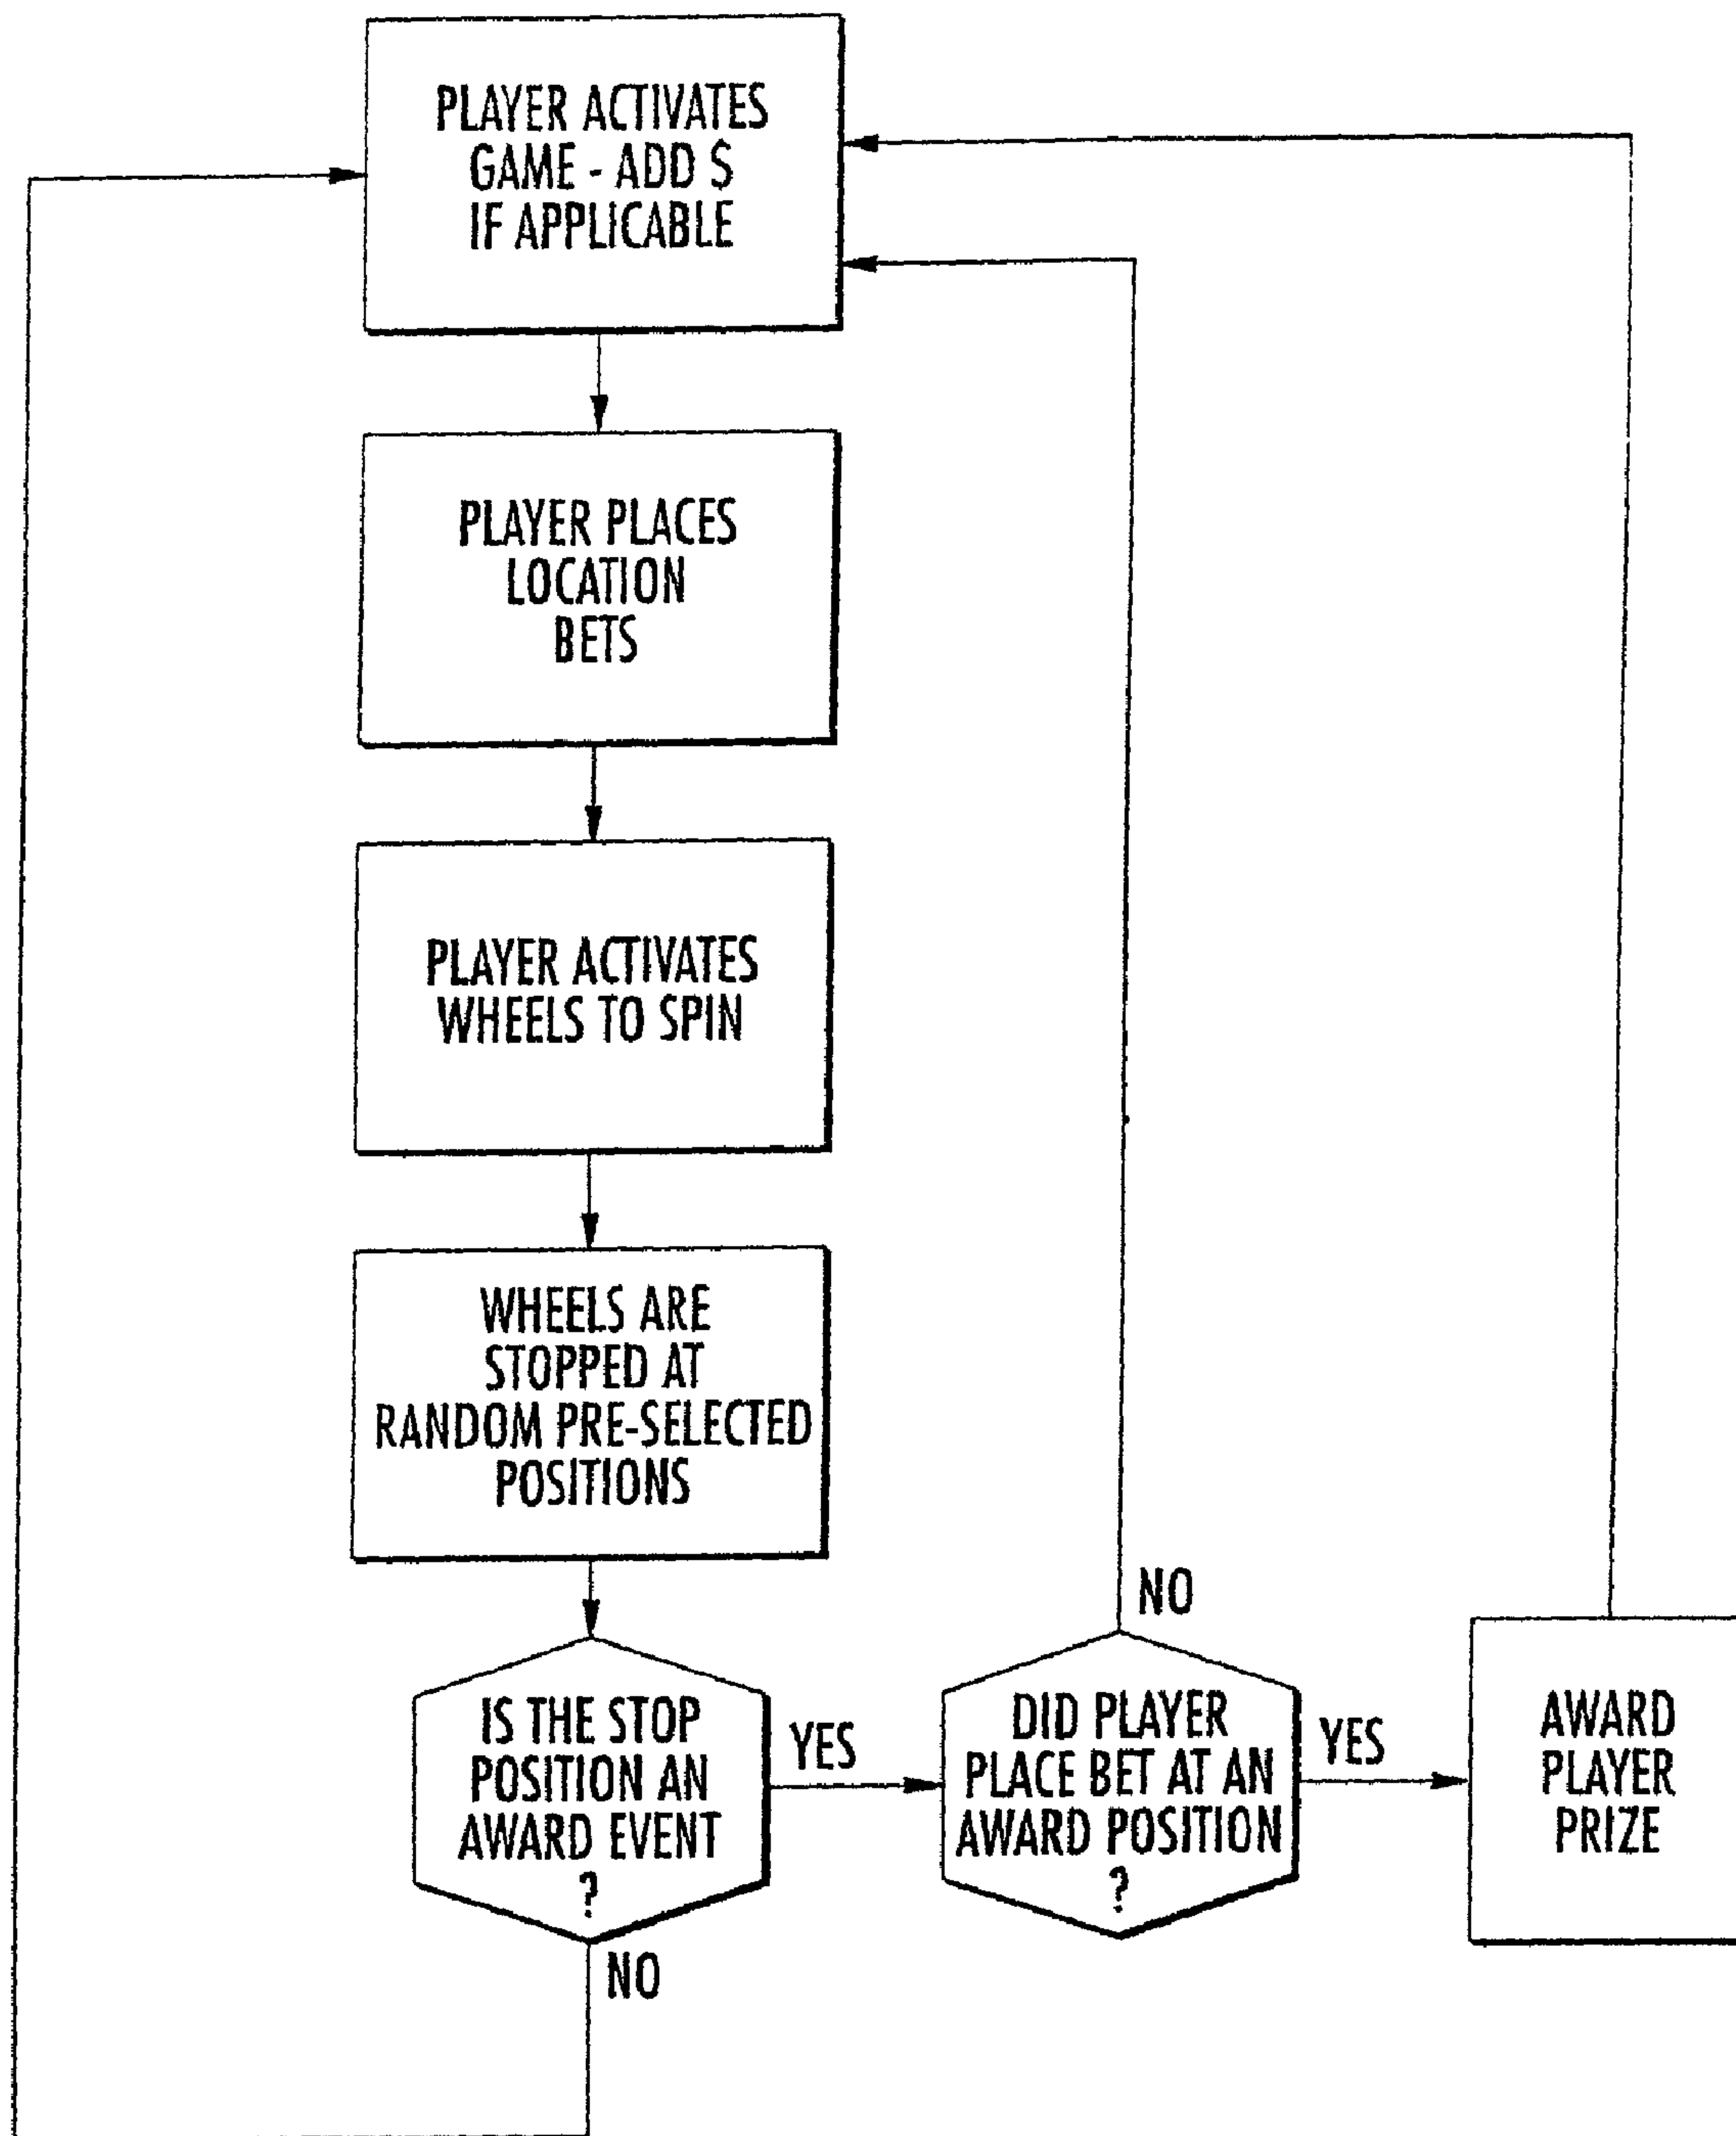 PLAYER ACTIVATES
GAME - ADD $
IF APPLICABLE
PLAYER PLACES
LOCATION
BETS
PLAYER ACTIVATES
WHEELS TO SPIN
WHEELS ARE
STOPPED AT
RANDOM PRE-SELECTED
POSITIONS
IS THE STOP
POSITION AN
AWARD EVENT
?
YES
NO
DID PLAYER
PLACE BET AT AN
AWARD POSITION
?
NO
YES
AWARD
PLAYER
PRIZE